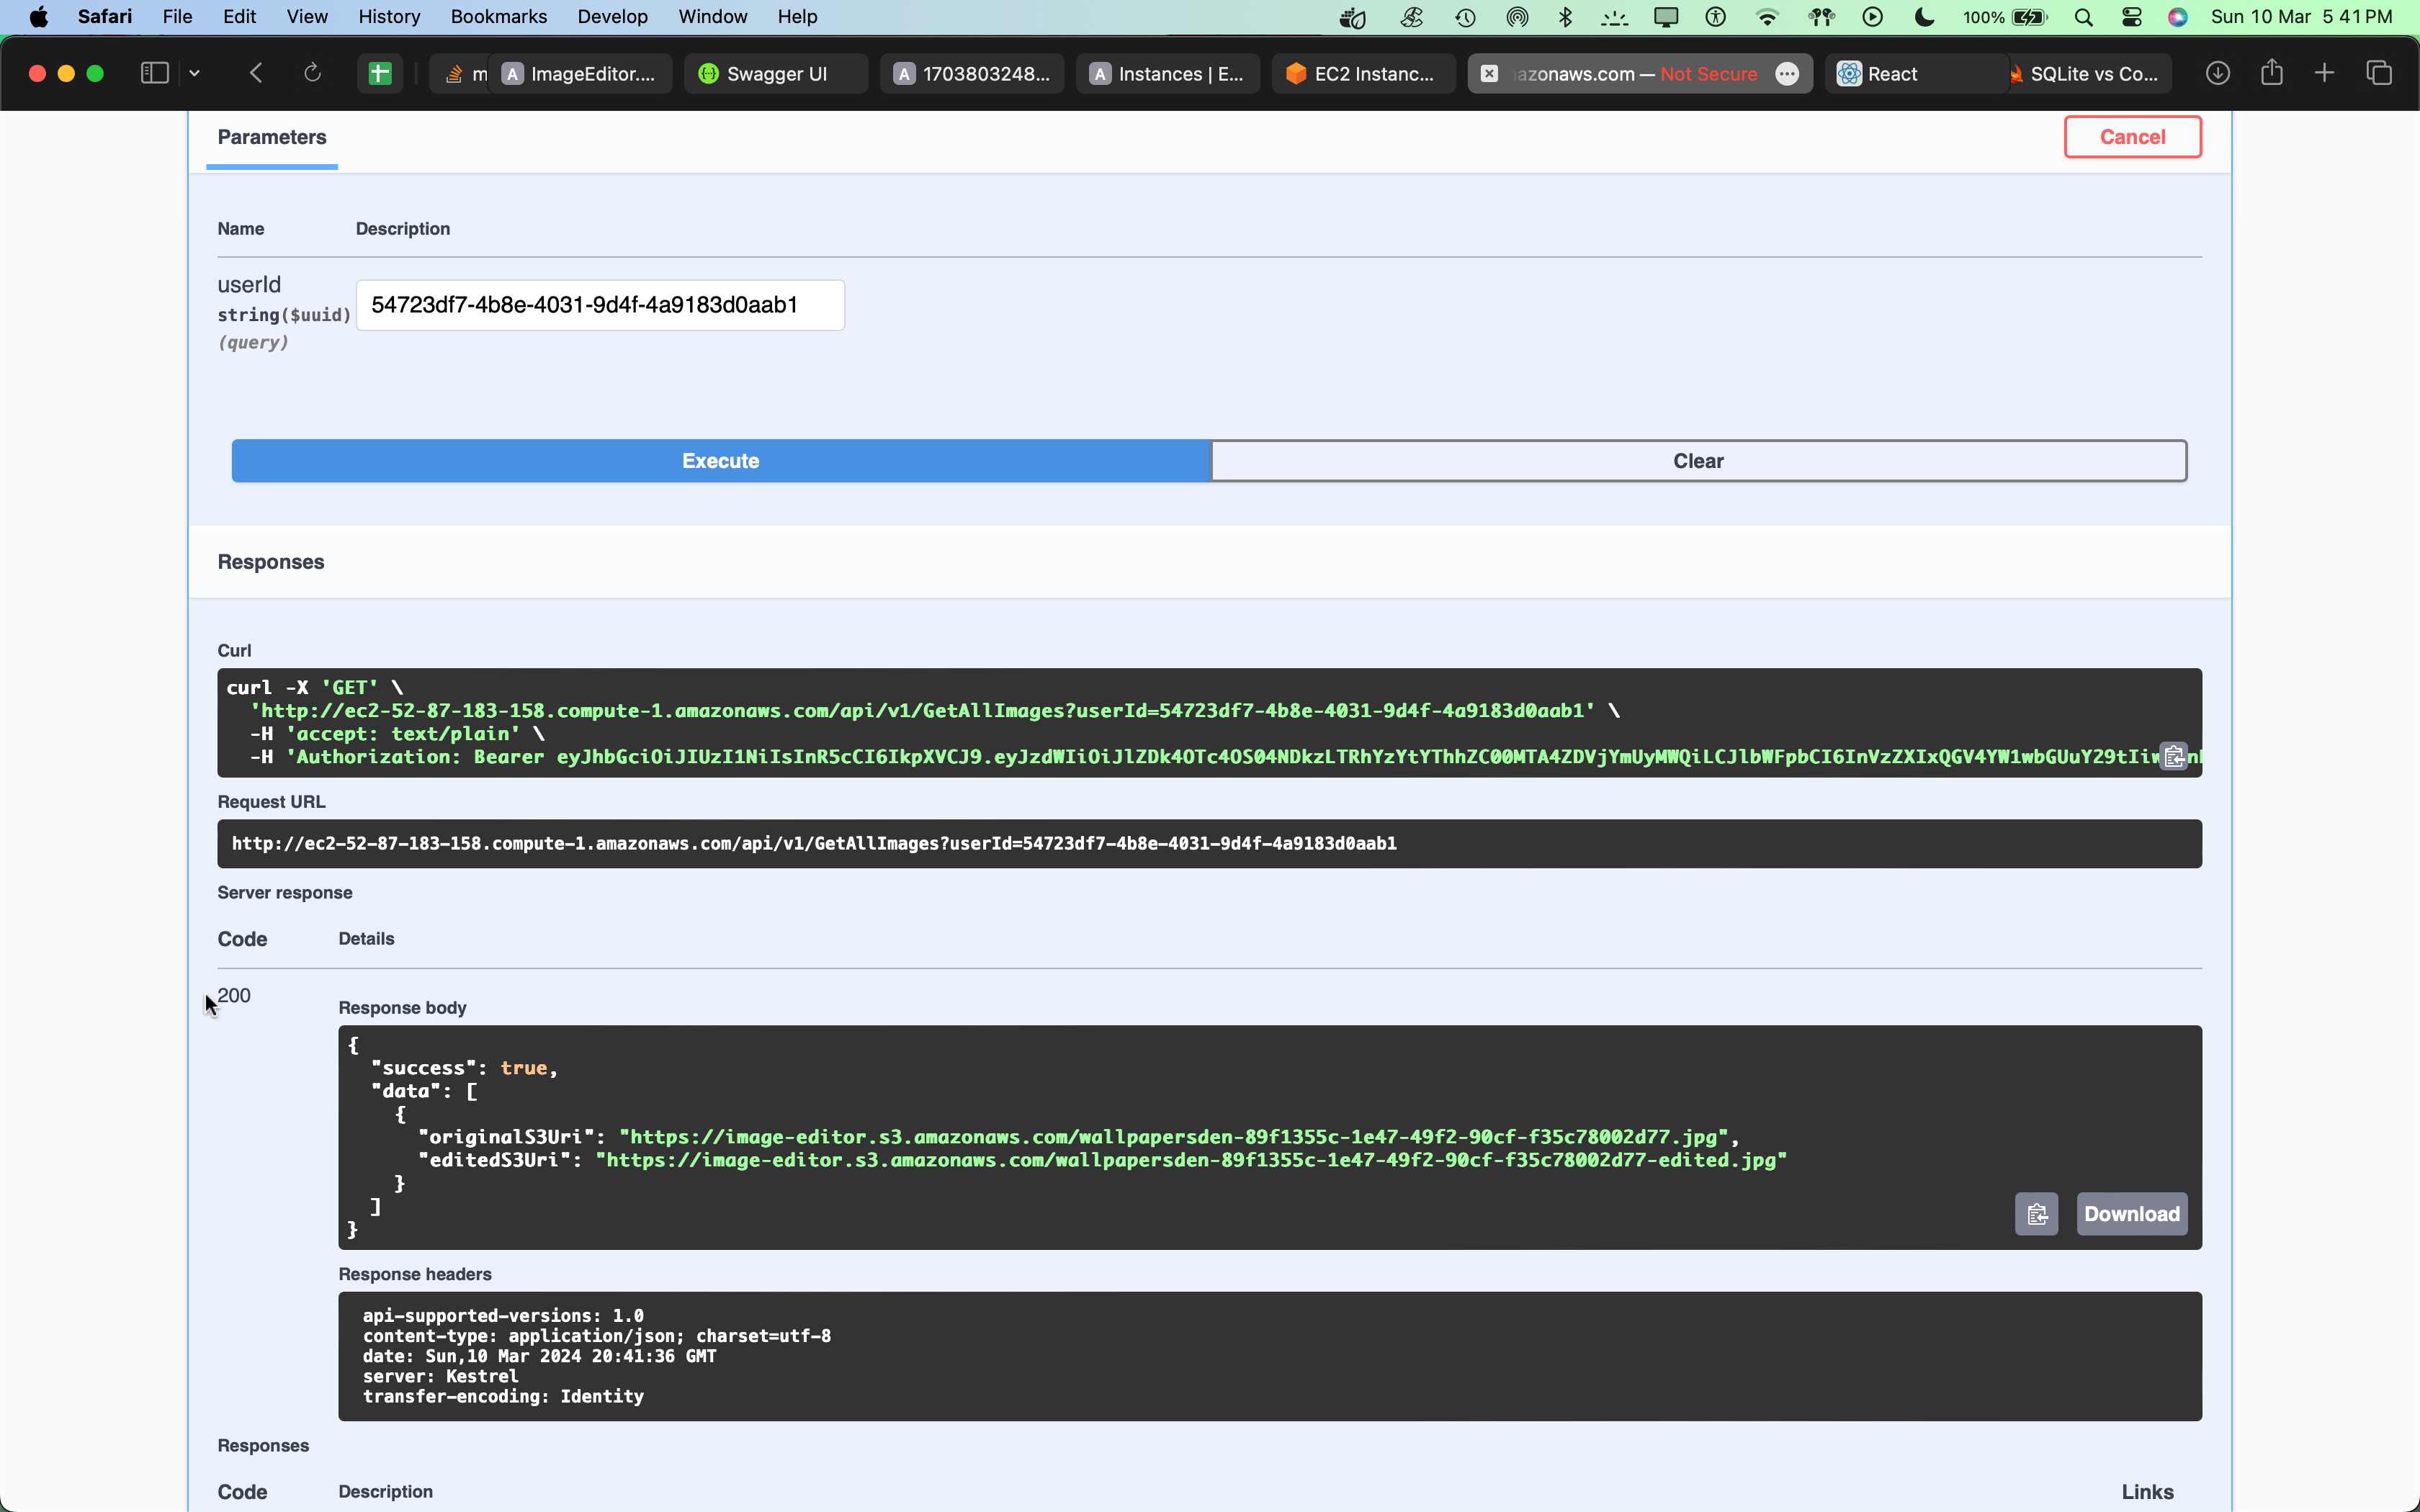 Safari File Edit View History Bookmarks Develop Window Help 100% Sun 10 Mar 5 41 PM
m ImageEditor.... Swagger UI 1703803248... Instances | E... EC2 Instanc... azonaws.com — Not Secure React SQLite vs Co...
Parameters Cancel
Name Description
userId
string($uuid) 54723df7-4b8e-4031-9d4f-4a9183d0aab1
(query)
Execute Clear
Responses
Curl
curl -X 'GET' \
'http://ec2-52-87-183-158.compute-1.amazonaws.com/api/v1/GetAllImages?userId=54723df7-4b8e-4031-9d4f-4a9183d0aab1' \
-H 'accept: text/plain' \
-H 'Authorization: Bearer eyJhbGciOiJIUzI1NiIsInR5cCI6IkpXVCJ9.eyJzdWIiOiJlZDk4OTc4OS04NDkzLTRhYzYtYThhZC00MTA4ZDVjYmUyMWQiLCJlbWFpbCI6InVzZXIxQGV4YW1wbGUuY29tIiw
Request URL
http://ec2-52-87-183-158.compute-1.amazonaws.com/api/v1/GetAllImages?userId=54723df7-4b8e-4031-9d4f-4a9183d0aab1
Server response
Code Details
200
Response body
{
"success": true,
"data": [
{
"originalS3Uri": "https://image-editor.s3.amazonaws.com/wallpapersden-89f1355c-1e47-49f2-90cf-f35c78002d77.jpg",
"editedS3Uri": "https://image-editor.s3.amazonaws.com/wallpapersden-89f1355c-1e47-49f2-90cf-f35c78002d77-edited.jpg"
}
]
}
Download
Response headers
api-supported-versions: 1.0
content-type: application/json; charset=utf-8
date: Sun,10 Mar 2024 20:41:36 GMT
server: Kestrel
transfer-encoding: Identity
Responses
Code Description Links